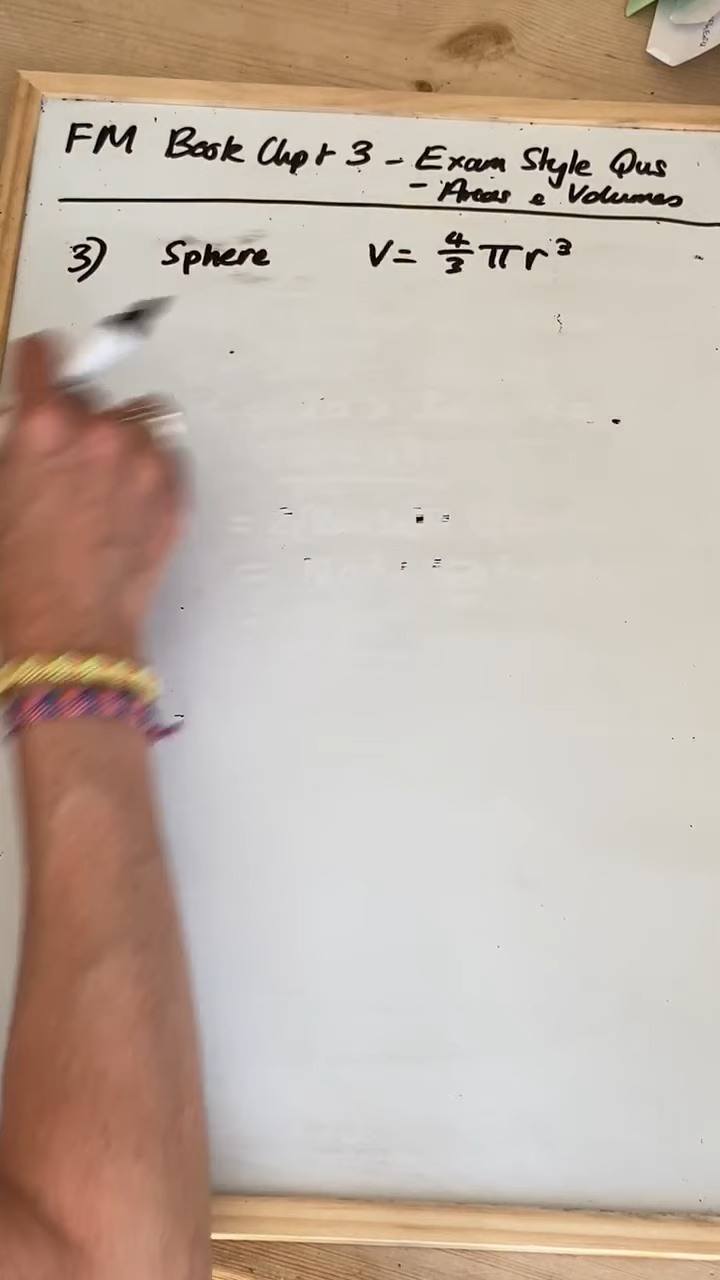 FM Book Chpt 3 - Exam Style Qus
- Areas & Volumes
3) Sphere V = 4/3 πr³